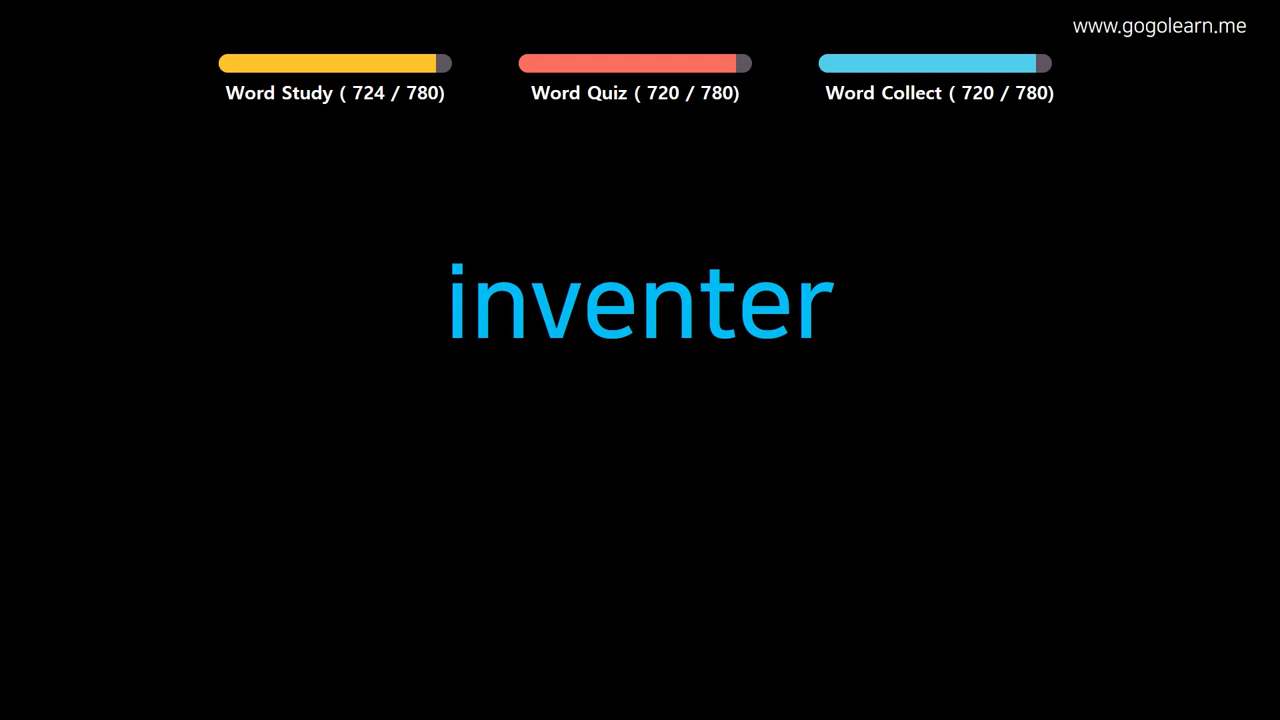 www.gogolearn.me
Word Study ( 724 / 780)
Word Quiz ( 720 / 780)
Word Collect ( 720 / 780)
inventer